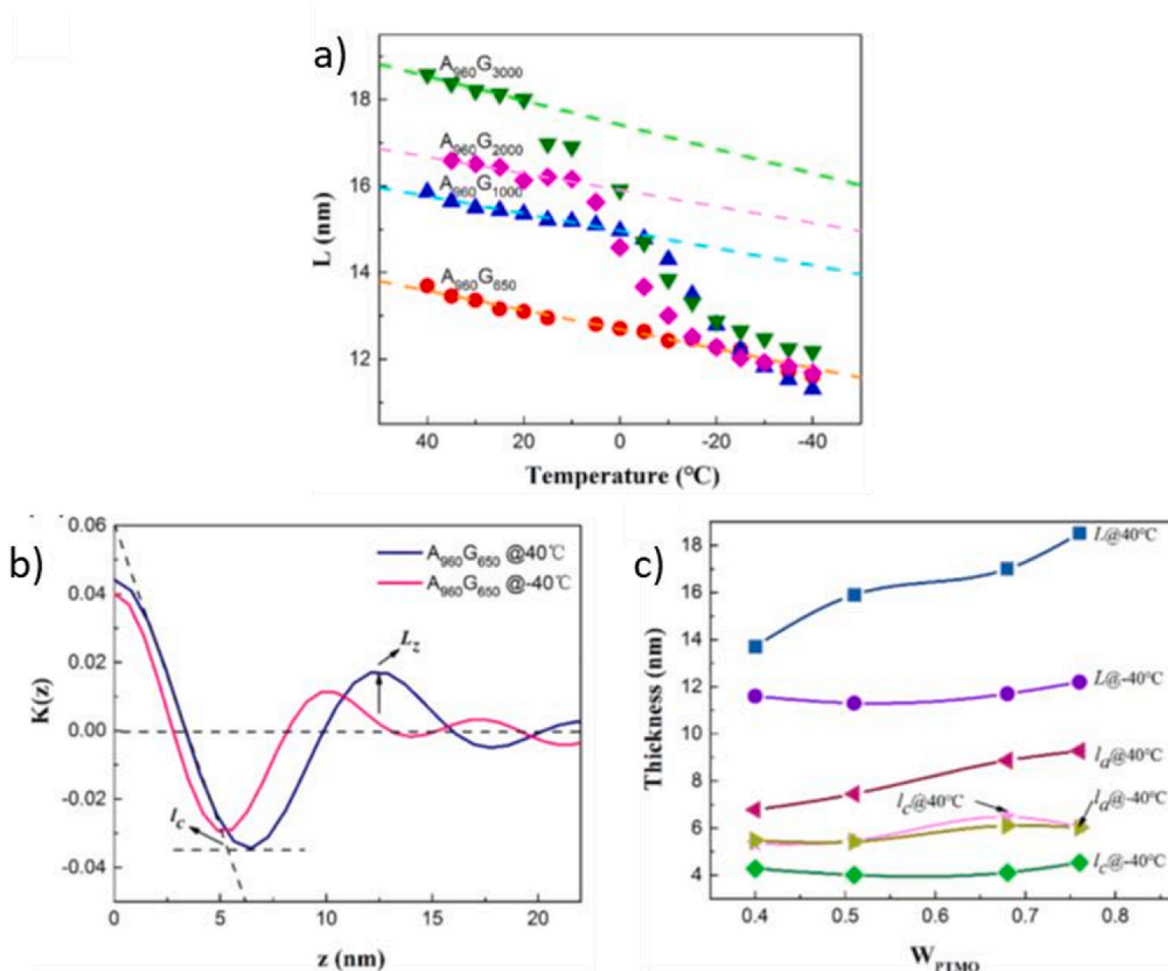 a)
A960G3000
A960G2000
A960G1000
A960G650
18
16
14
12
L (nm)
40 20 0 -20 -40
Temperature (℃)
b)
0.06
0.04
0.02
0.00
-0.02
-0.04
K(z)
A960G650 @40℃
A960G650 @-40℃
Lz
lc
0 5 10 15 20
z (nm)
c)
18
16
14
12
10
8
6
4
Thickness (nm)
L@40℃
L@-40℃
la@40℃
lc@40℃
la@-40℃
lc@-40℃
0.4 0.5 0.6 0.7 0.8
WPTMO